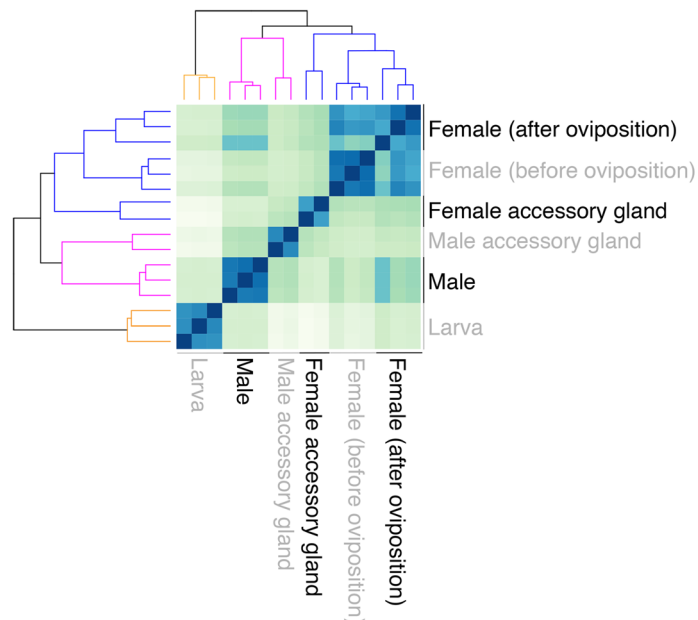 Female (after oviposition)
Female (before oviposition)
Female accessory gland
Male accessory gland
Male
Larva
Larva
Male
Male accessory gland
Female accessory gland
Female (before oviposition)
Female (after oviposition)